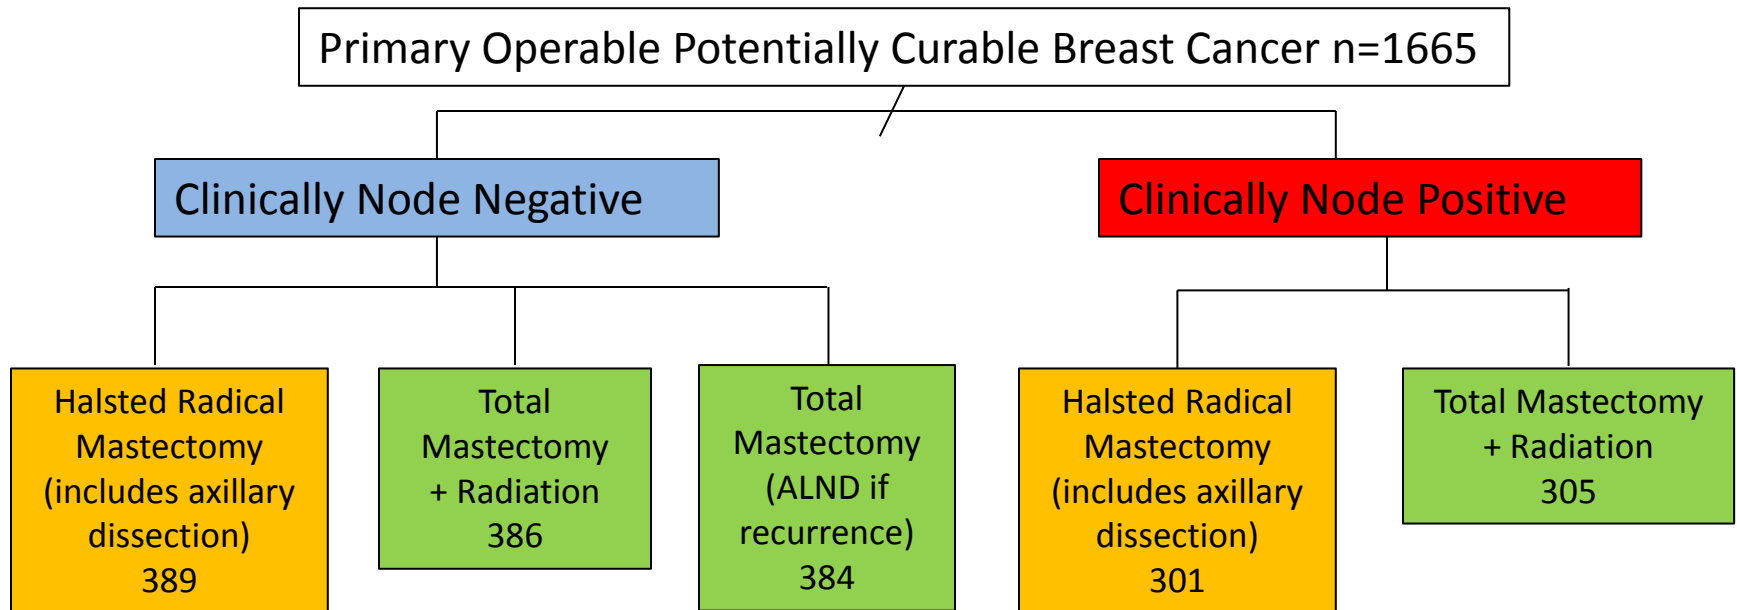 Primary Operable Potentially Curable Breast Cancer n=1665
Clinically Node Negative
Clinically Node Positive
Halsted Radical
Mastectomy
(includes axillary
dissection)
389
Total
Mastectomy
+ Radiation
386
Total
Mastectomy
(ALND if
recurrence)
384
Halsted Radical
Mastectomy
(includes axillary
dissection)
301
Total Mastectomy
+ Radiation
305